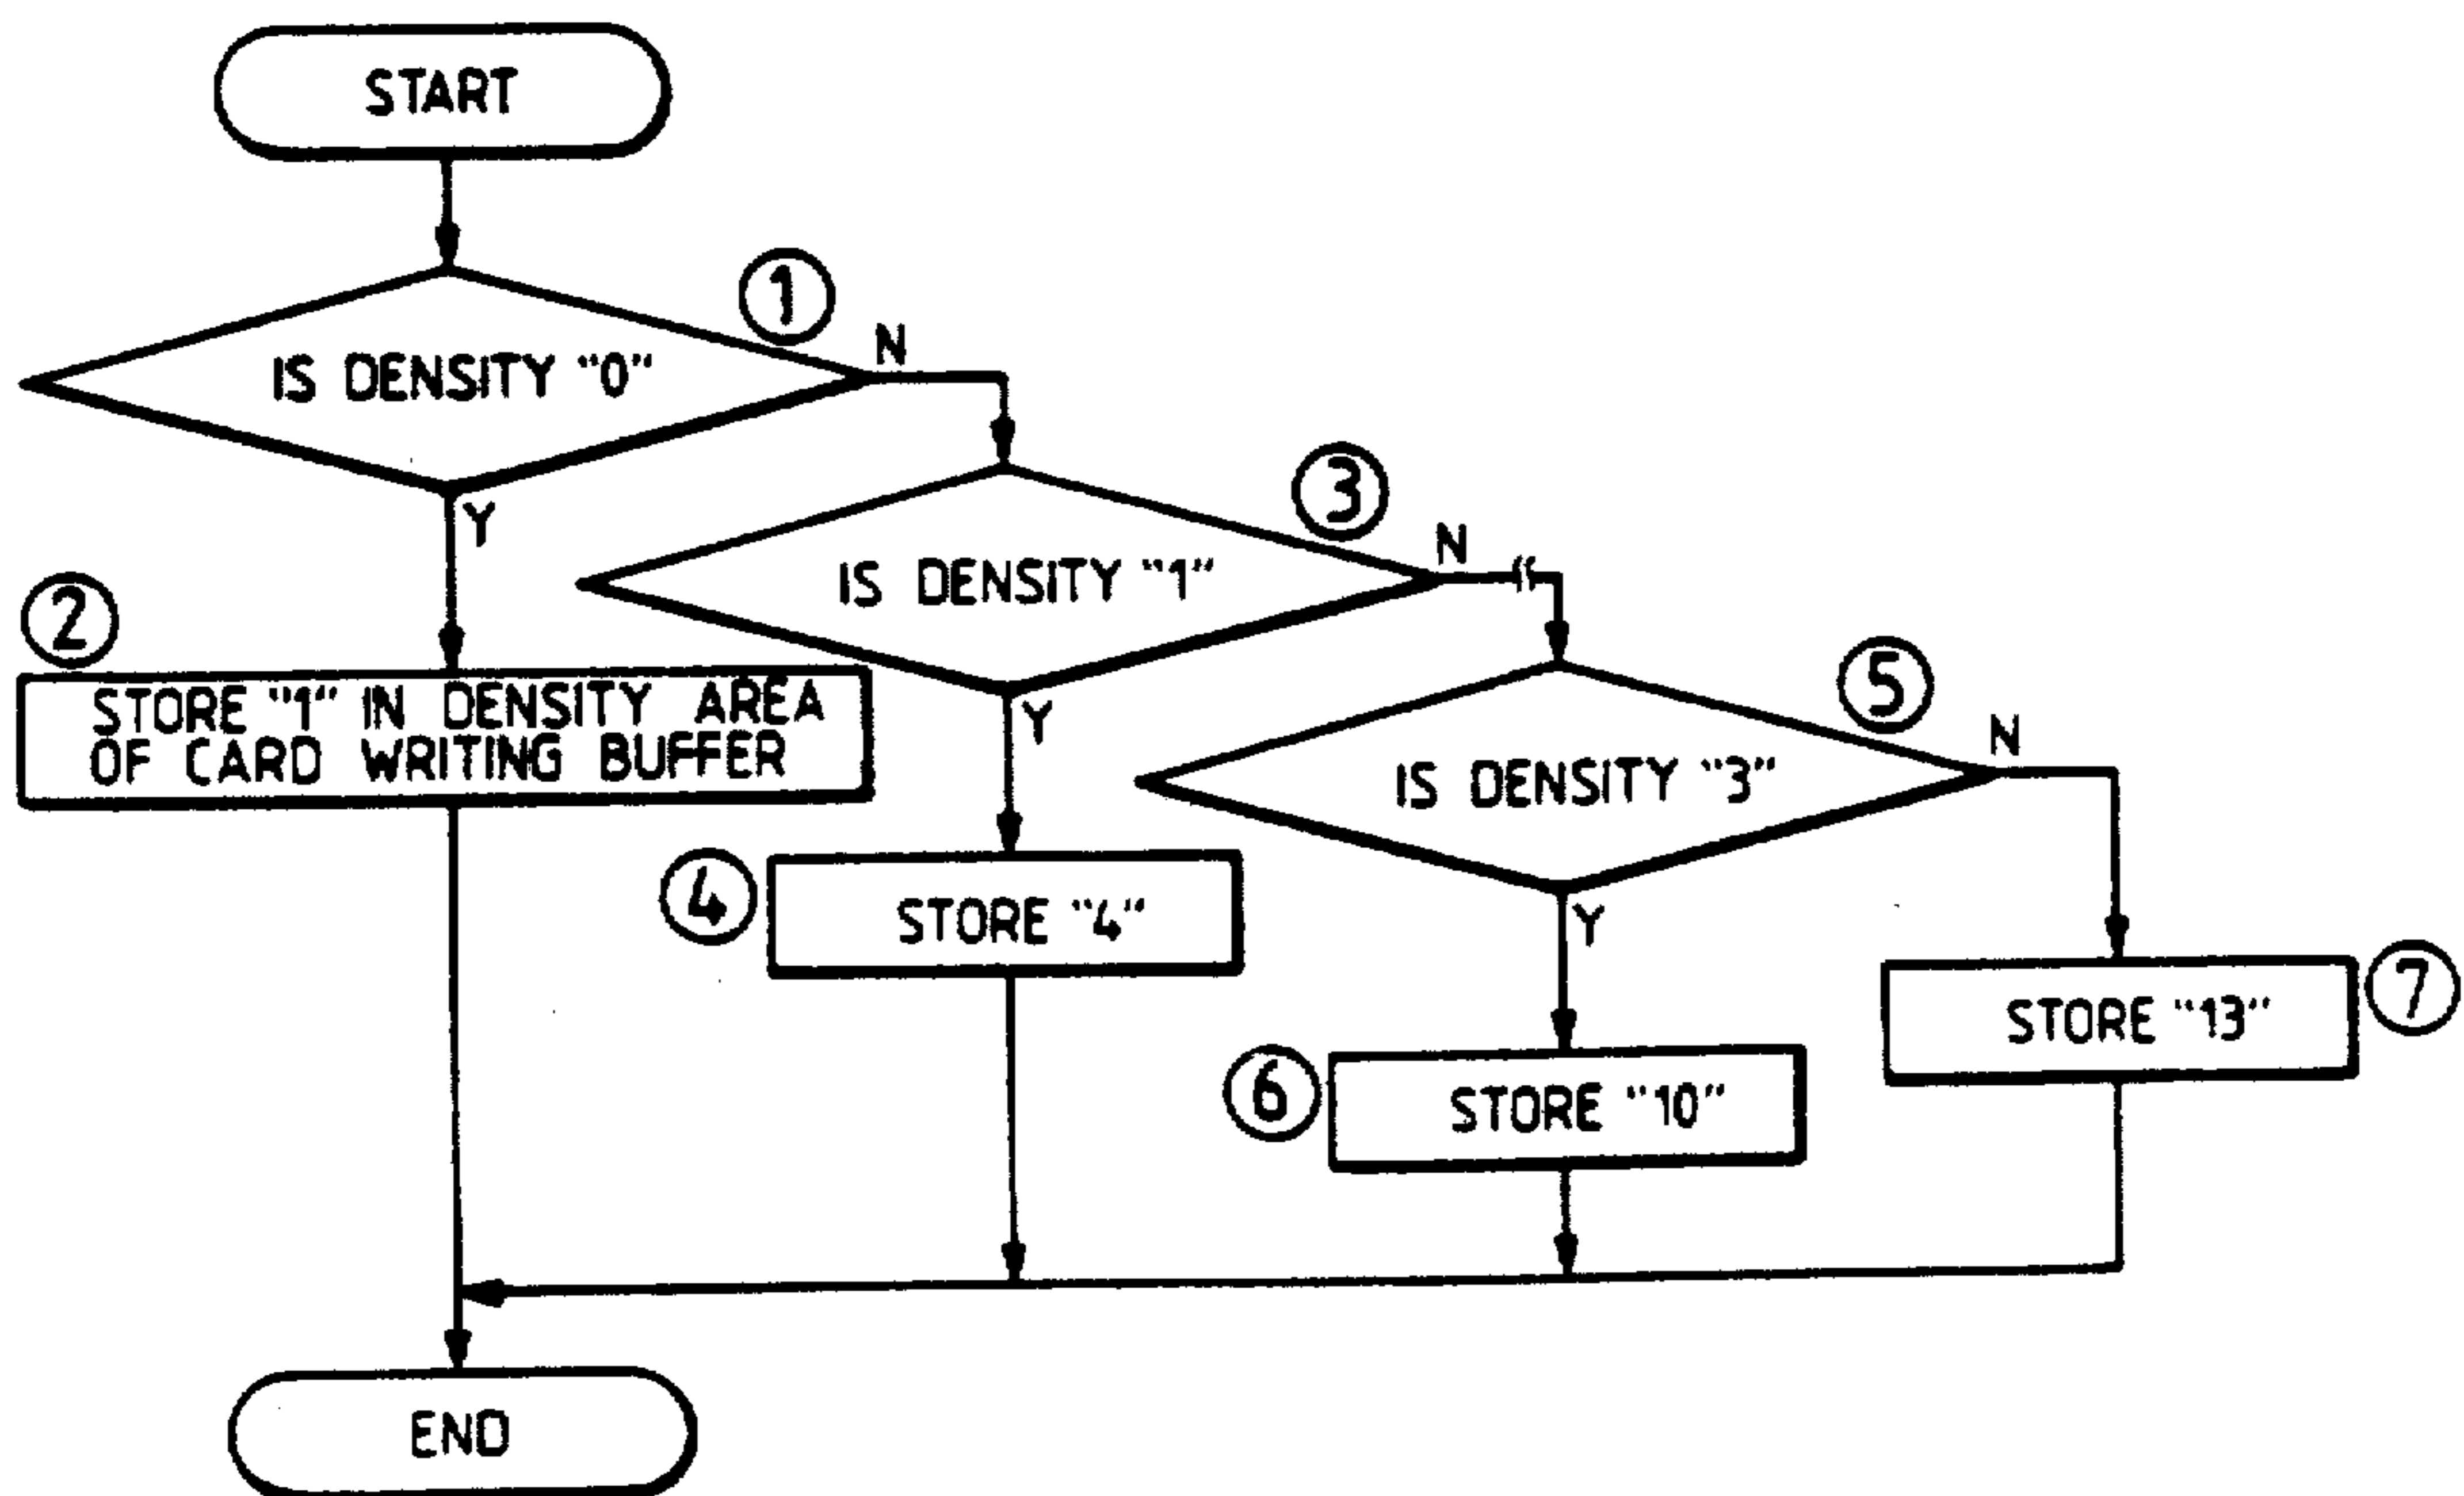 START
1
IS DENSITY "0"
N
Y
3
IS DENSITY "1"
N
Y
2
STORE "1" IN DENSITY AREA
OF CARD WRITING BUFFER
5
IS DENSITY "3"
N
Y
4
STORE "4"
6
STORE "10"
7
STORE "13"
END